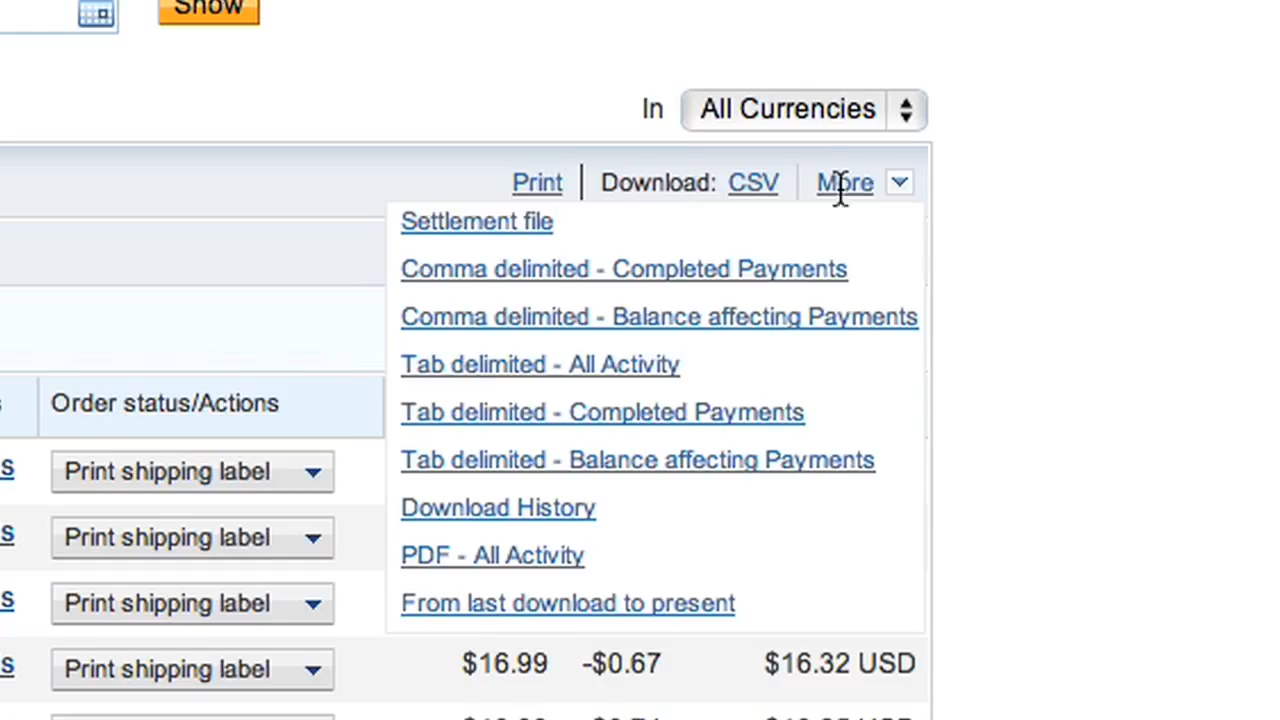 Show
In All Currencies
Print Download: CSV More
Settlement file
Comma delimited - Completed Payments
Comma delimited - Balance affecting Payments
Tab delimited - All Activity
Order status/Actions
Tab delimited - Completed Payments
Tab delimited - Balance affecting Payments
s Print shipping label
Download History
s Print shipping label
PDF - All Activity
s Print shipping label
From last download to present
s Print shipping label $16.99 -$0.67 $16.32 USD